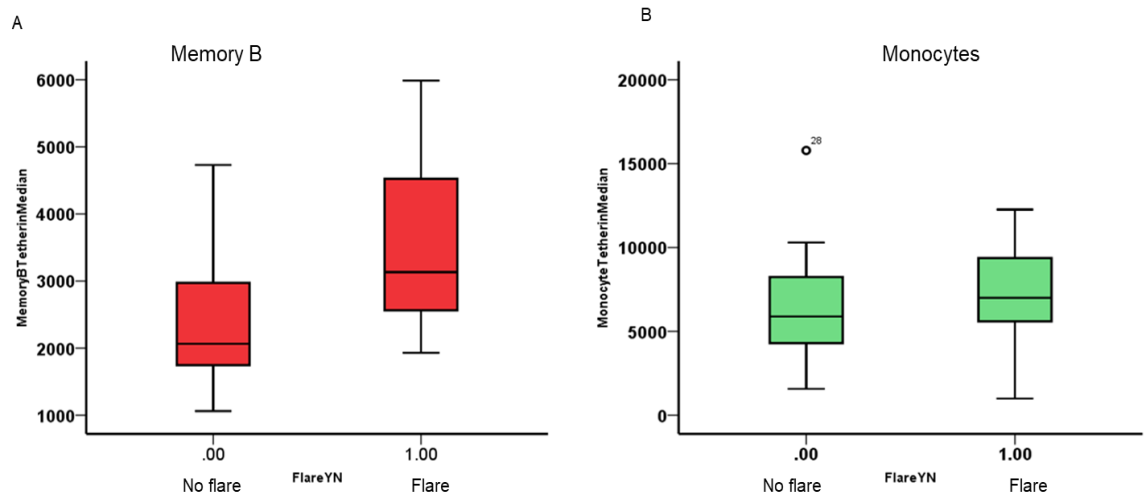 A
Memory B
6000
5000
4000
3000
2000
1000
MemoryBTetherinMedian
.00
1.00
FlareYN
No flare
Flare
B
Monocytes
20000
15000
10000
5000
0
MonocyteTetherinMedian
28
.00
1.00
FlareYN
No flare
Flare